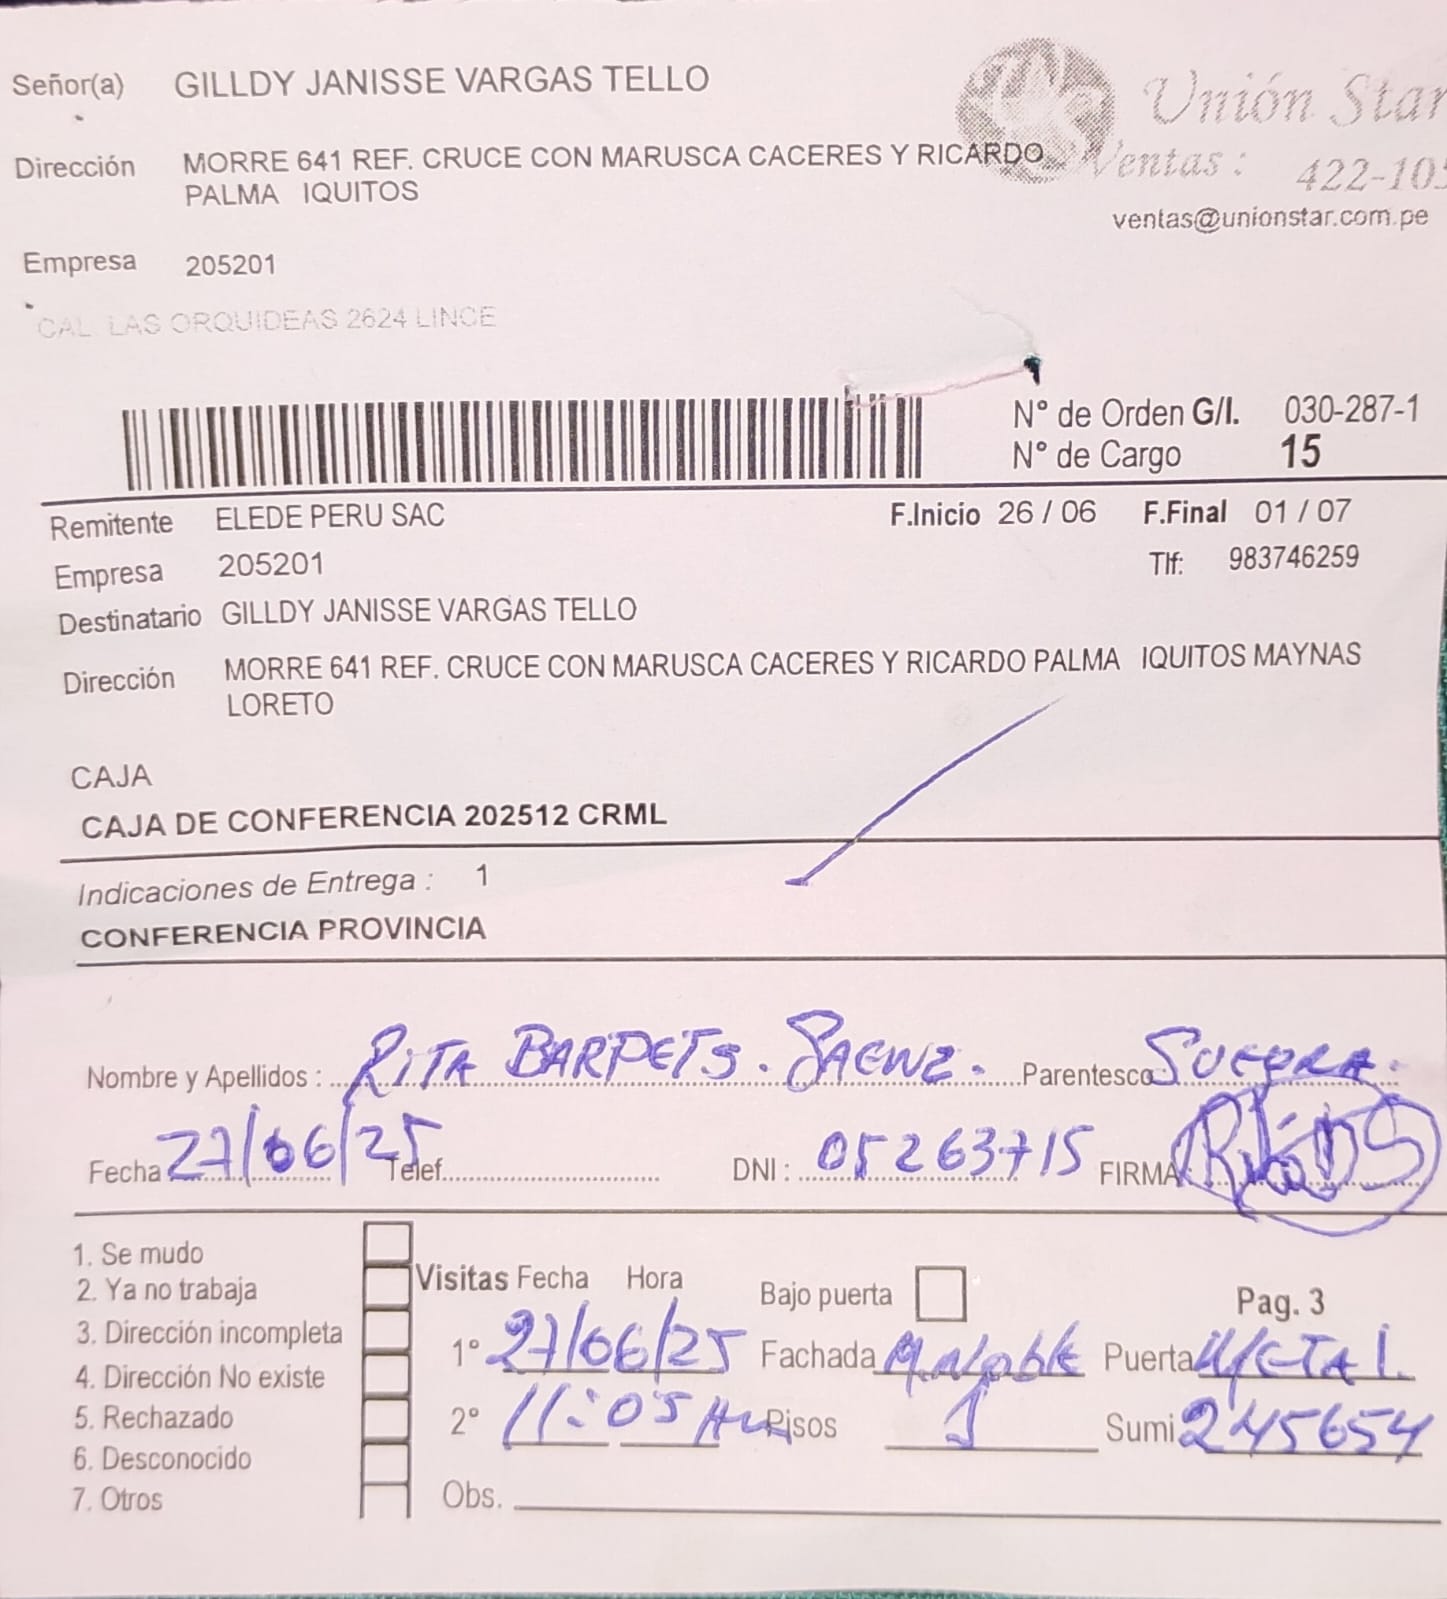 Señor(a) GILLDY JANISSE VARGAS TELLO
Unión Star
Dirección MORRE 641 REF. CRUCE CON MARUSCA CACERES Y RICARDO
PALMA IQUITOS
Ventas : 422-105
ventas@unionstar.com.pe
Empresa 205201
CAL LAS ORQUIDEAS 2624 LINCE
N° de Orden G/I. 030-287-1
N° de Cargo 15
Remitente ELEDE PERU SAC F.Inicio 26 / 06 F.Final 01 / 07
Empresa 205201 Tlf: 983746259
Destinatario GILLDY JANISSE VARGAS TELLO
Dirección MORRE 641 REF. CRUCE CON MARUSCA CACERES Y RICARDO PALMA IQUITOS MAYNAS
LORETO
CAJA
CAJA DE CONFERENCIA 202512 CRML
Indicaciones de Entrega : 1
CONFERENCIA PROVINCIA
Nombre y Apellidos : RITA BARPETS. SAENZ. Parentesco SUEGRA.
Fecha 27/06/25 Telef. DNI : 05263715 FIRMA
1. Se mudo
2. Ya no trabaja
3. Dirección incompleta
4. Dirección No existe
5. Rechazado
6. Desconocido
7. Otros
Visitas Fecha Hora Bajo puerta Pag. 3
1° 27/06/25 Fachada Puerta METAL.
2° 11:05 AM Pisos 1 Sumi 245654
Obs.